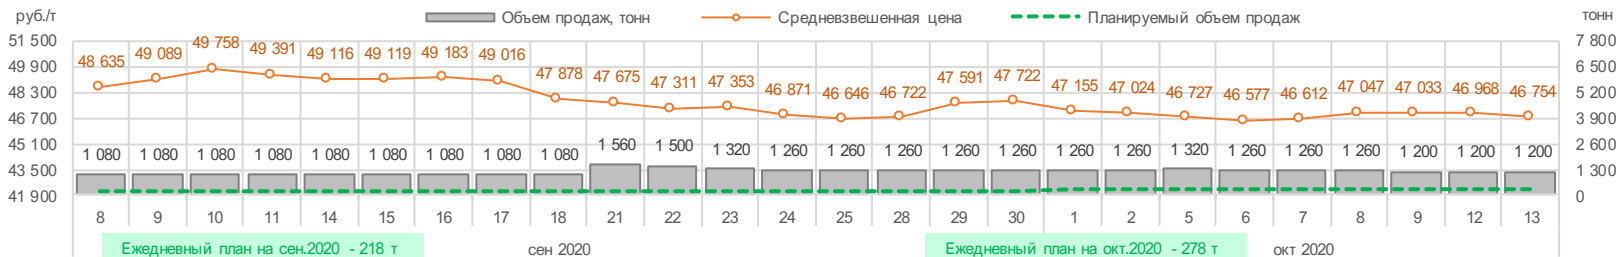 руб./т
Объем продаж, тонн
Средневзвешенная цена
Планируемый объем продаж
тонн
51 500
49 900
48 300
46 700
45 100
43 500
41 900
7 800
6 500
5 200
3 900
2 600
1 300
0
48 635 49 089 49 758 49 391 49 116 49 119 49 183 49 016 47 878 47 675 47 311 47 353 46 871 46 646 46 722 47 591 47 722 47 155 47 024 46 727 46 577 46 612 47 047 47 033 46 968 46 754
1 080 1 080 1 080 1 080 1 080 1 080 1 080 1 080 1 080 1 560 1 500 1 320 1 260 1 260 1 260 1 260 1 260 1 260 1 260 1 320 1 260 1 260 1 260 1 200 1 200 1 200
8 9 10 11 14 15 16 17 18 21 22 23 24 25 28 29 30 1 2 5 6 7 8 9 12 13
Ежедневный план на сен.2020 - 218 т
сен 2020
Ежедневный план на окт.2020 - 278 т
окт 2020